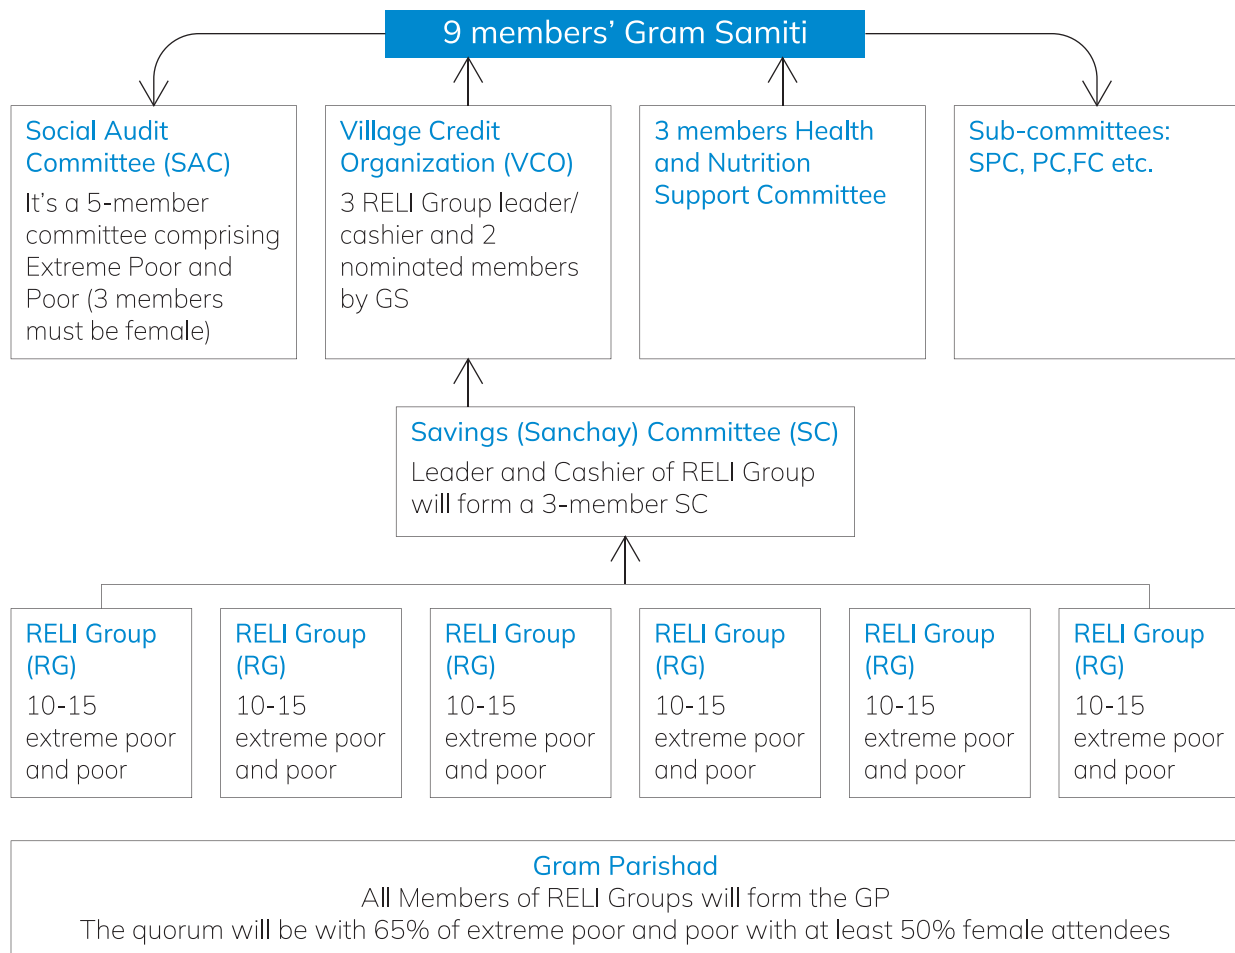 9 members’ Gram Samiti
Social Audit
Committee (SAC)
It’s a 5-member
committee comprising
Extreme Poor and
Poor (3 members
must be female)
Village Credit
Organization (VCO)
3 RELI Group leader/
cashier and 2
nominated members
by GS
3 members Health
and Nutrition
Support Committee
Sub-committees:
SPC, PC,FC etc.
Savings (Sanchay) Committee (SC)
Leader and Cashier of RELI Group
will form a 3-member SC
RELI Group
(RG)
10-15
extreme poor
and poor
RELI Group
(RG)
10-15
extreme poor
and poor
RELI Group
(RG)
10-15
extreme poor
and poor
RELI Group
(RG)
10-15
extreme poor
and poor
RELI Group
(RG)
10-15
extreme poor
and poor
RELI Group
(RG)
10-15
extreme poor
and poor
Gram Parishad
All Members of RELI Groups will form the GP
The quorum will be with 65% of extreme poor and poor with at least 50% female attendees